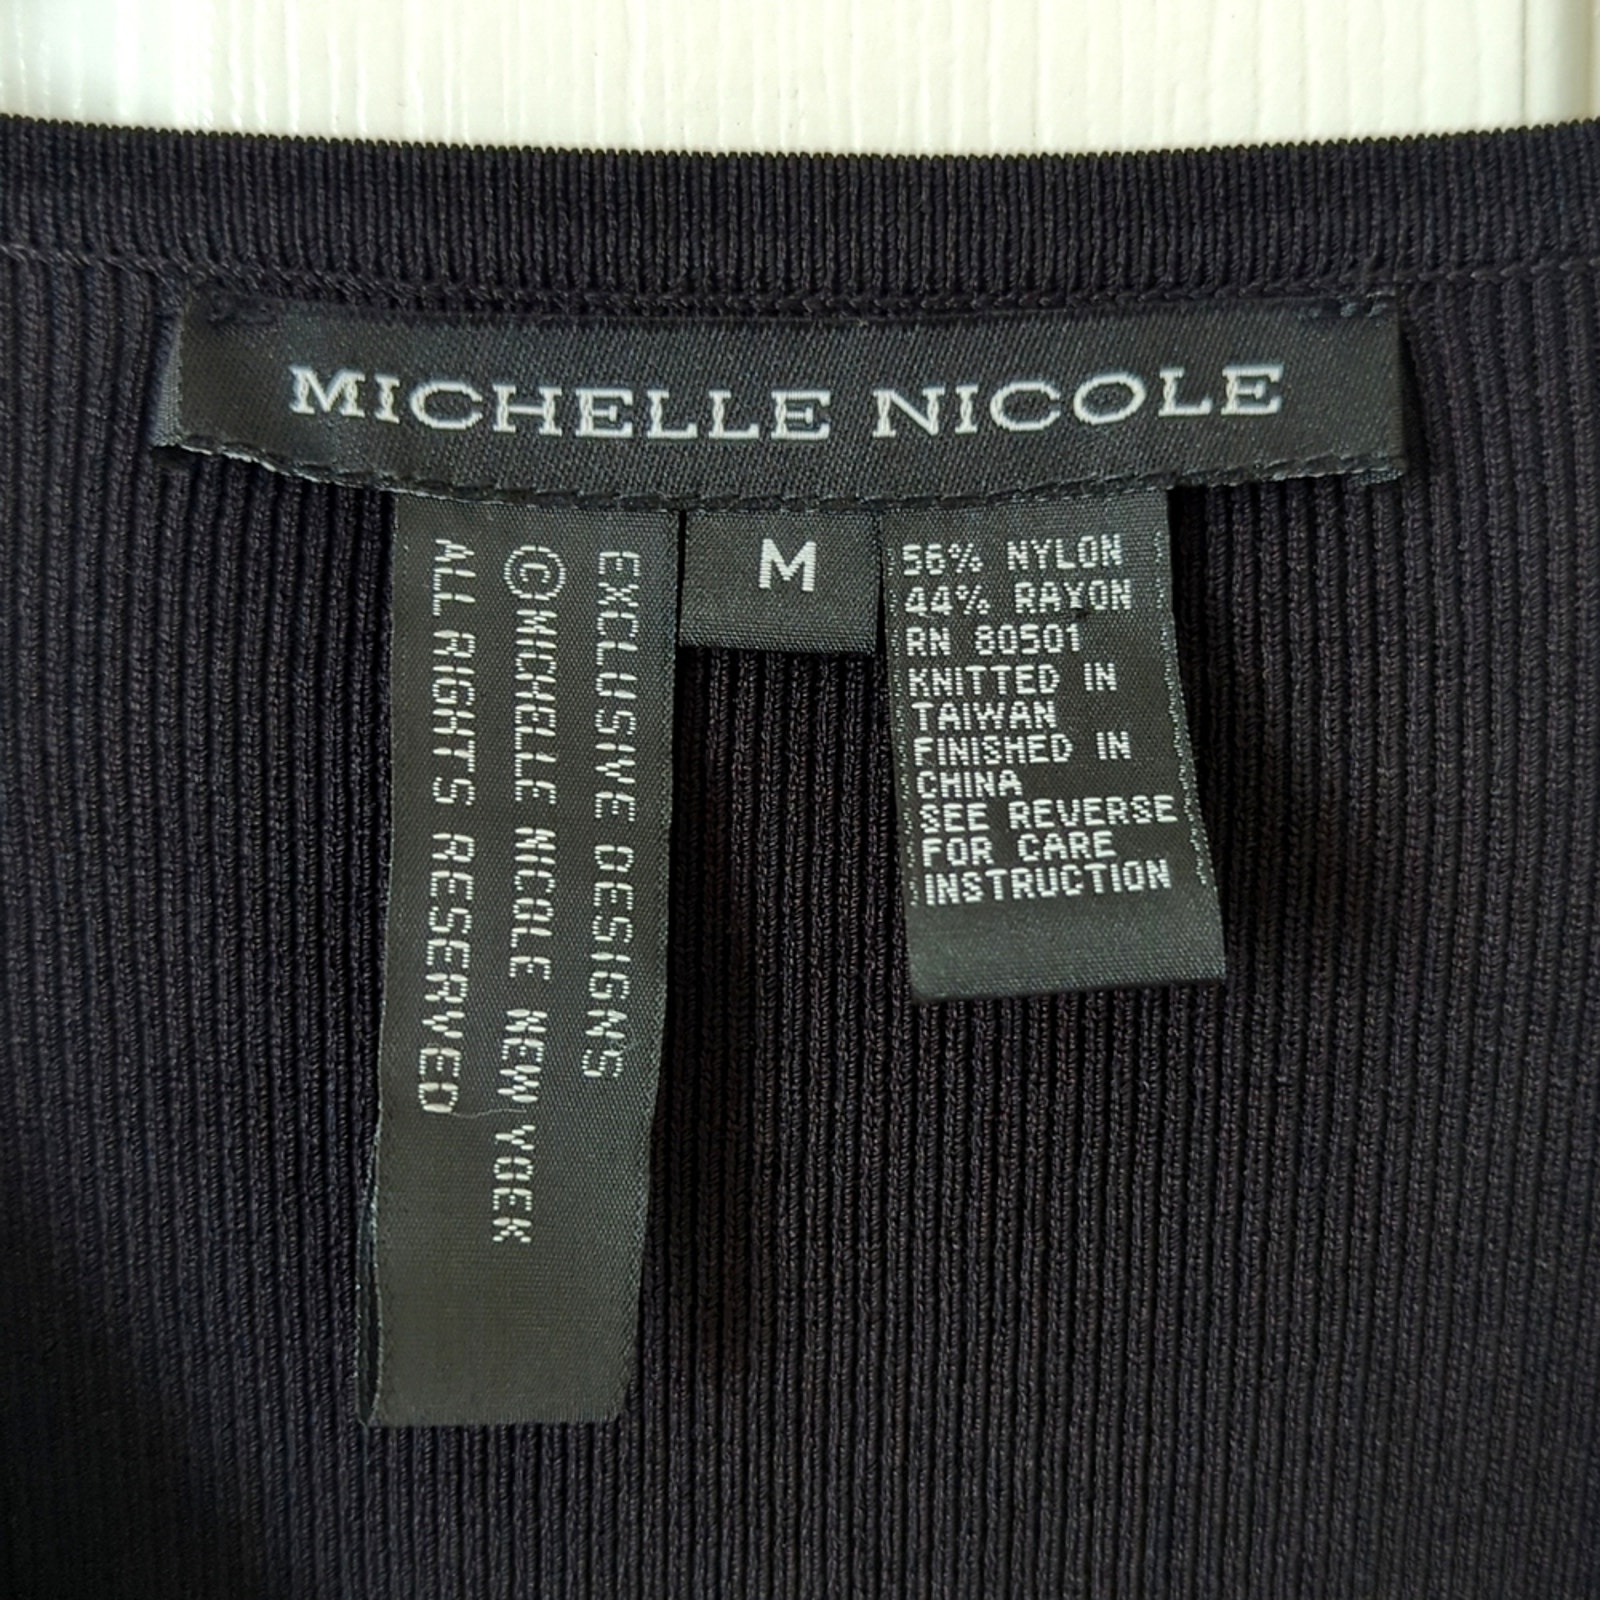 MICHELLE NICOLE
EXCLUSIVE DESIGNS
©MICHELLE NICOLE NEW YORK
ALL RIGHTS RESERVED
M
56% NYLON
44% RAYON
RN 80501
KNITTED IN
TAIWAN
FINISHED IN
CHINA
SEE REVERSE
FOR CARE
INSTRUCTION